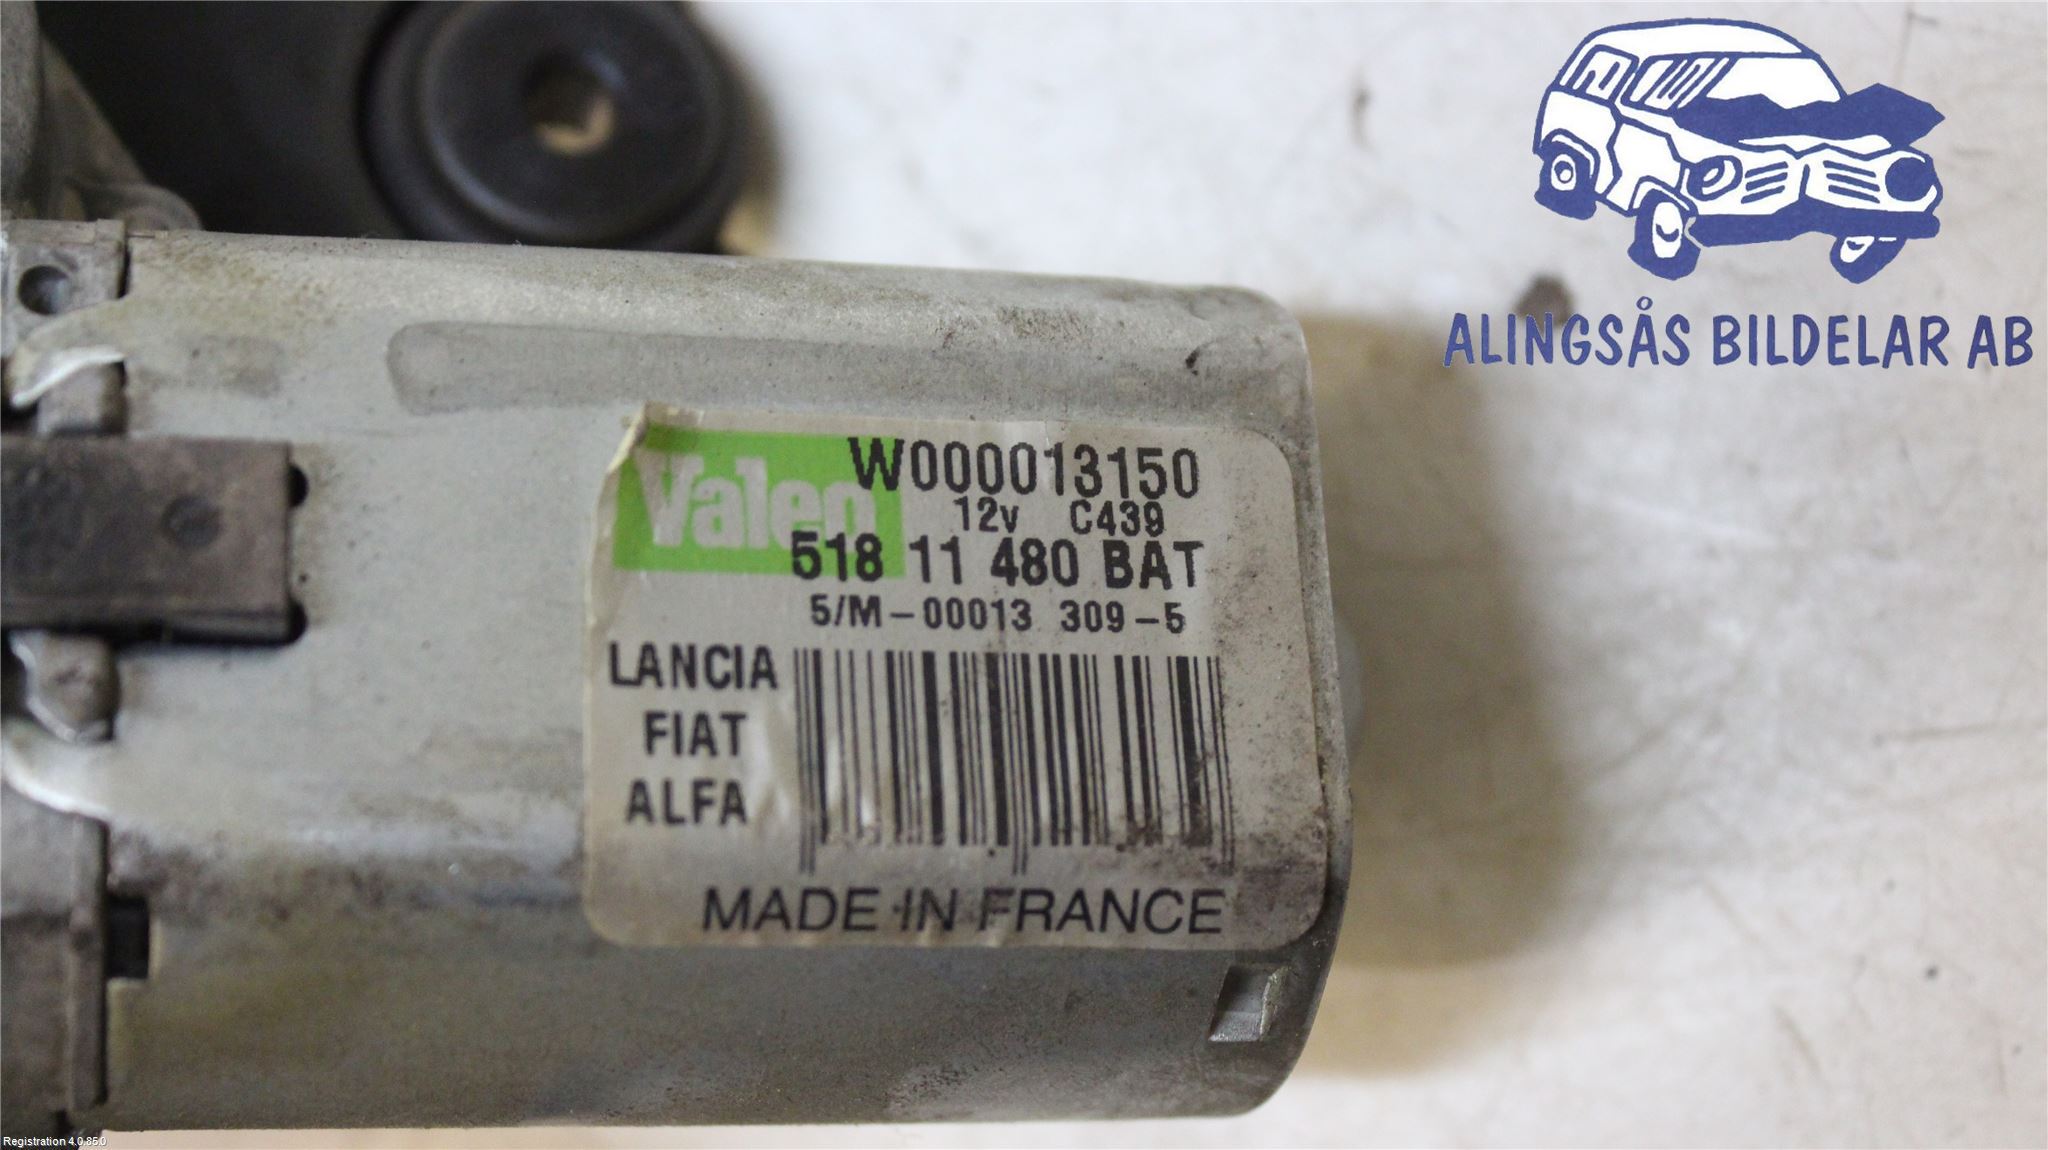 ALINGSÅS BILDELAR AB
Valeo
W000013150
12v C439
518 11 480 BAT
5/M-00013 309-5
LANCIA
FIAT
ALFA
MADE IN FRANCE
Registration 4.0.85.0